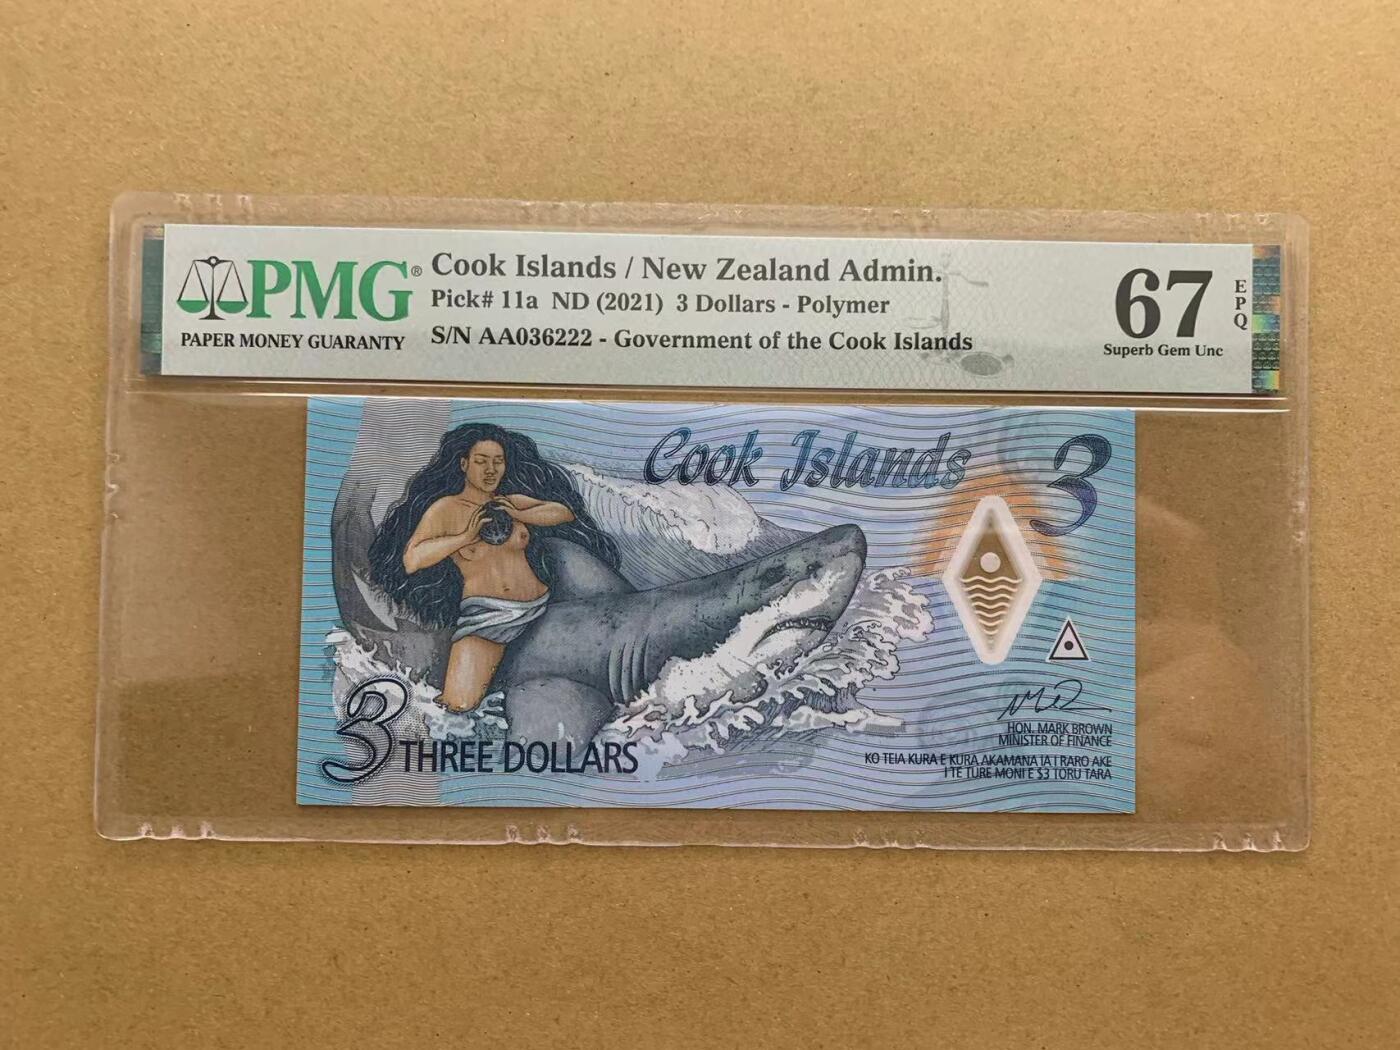 PMG®
PAPER MONEY GUARANTY
Cook Islands / New Zealand Admin.
Pick# 11a ND (2021) 3 Dollars - Polymer
S/N AA036222 - Government of the Cook Islands
67
EPQ
Superb Gem Unc
Cook Islands
3
3 THREE DOLLARS
HON. MARK BROWN
MINISTER OF FINANCE
KO TEIA KURA E KURA AKAMANA IA I RARO AKE
I TE TURE MONI E $3 TORU TARA